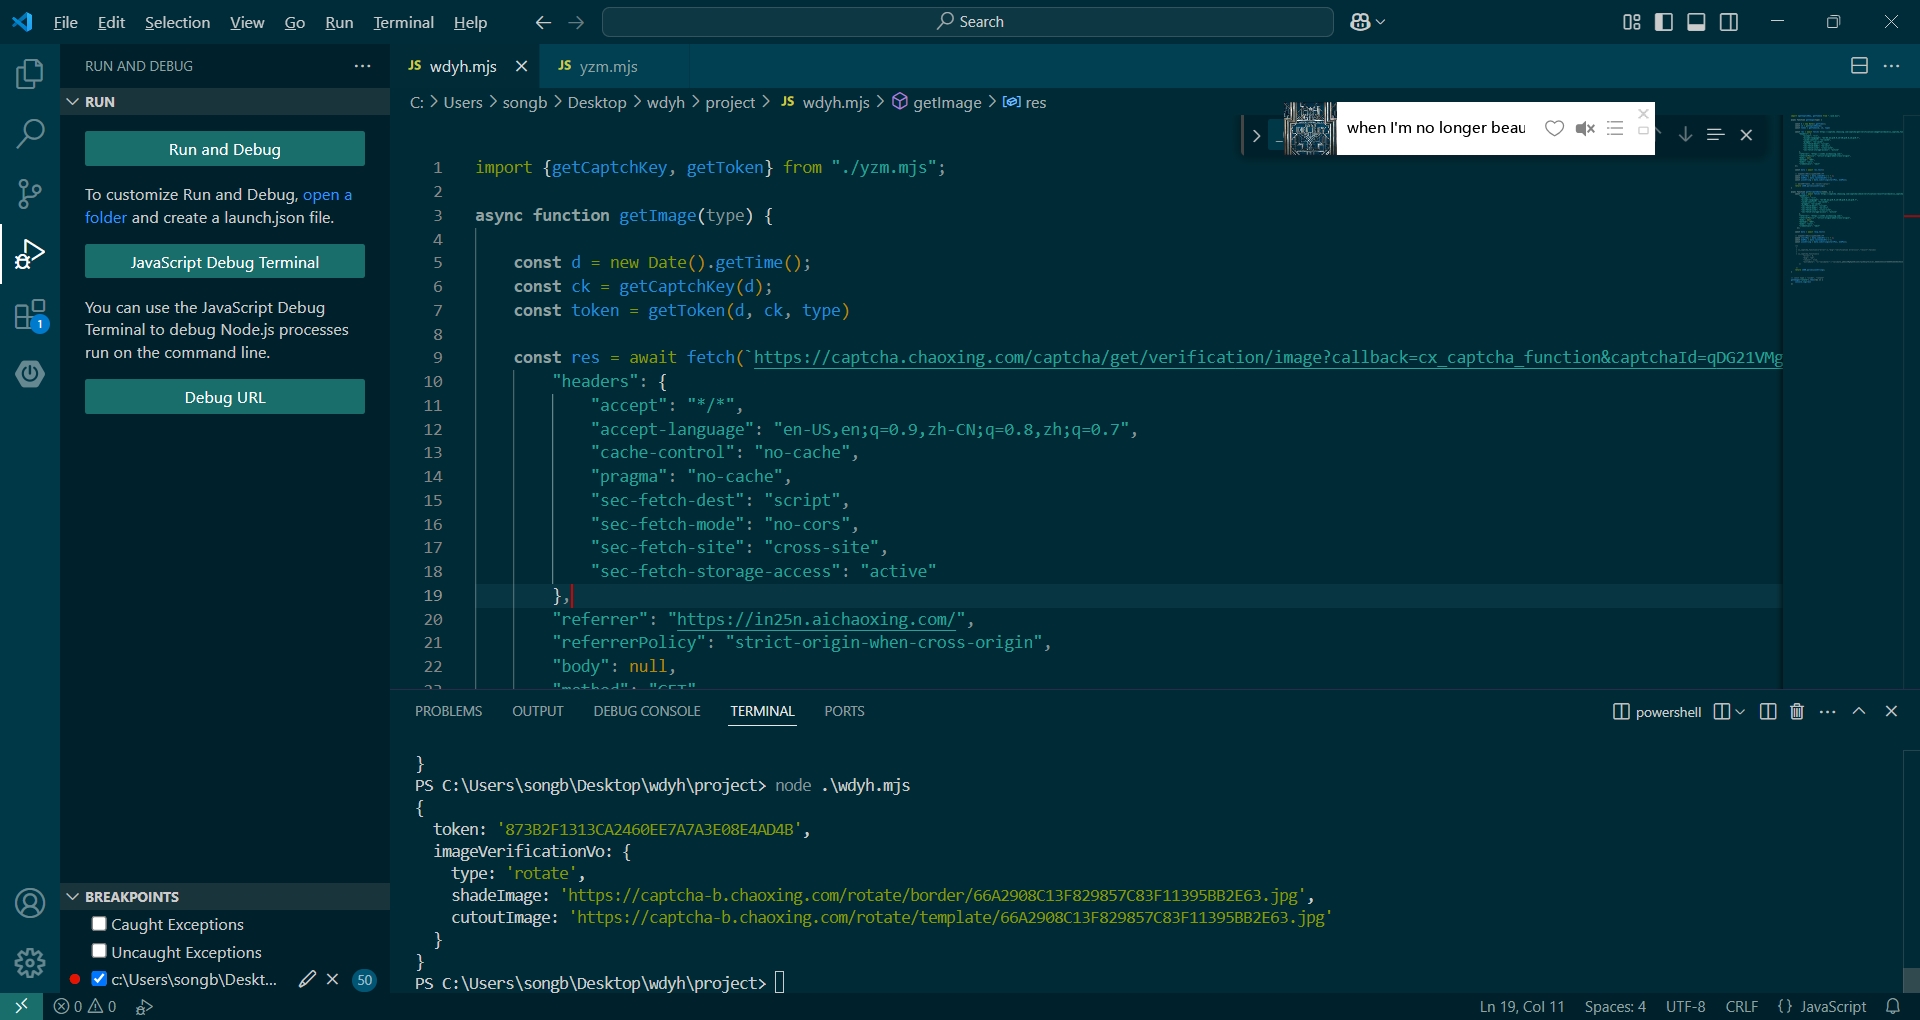 File Edit Selection View Go Run Terminal Help
Search
RUN AND DEBUG
RUN
Run and Debug
To customize Run and Debug, open a
folder and create a launch.json file.
JavaScript Debug Terminal
You can use the JavaScript Debug
Terminal to debug Node.js processes
run on the command line.
Debug URL
BREAKPOINTS
Caught Exceptions
Uncaught Exceptions
c:\Users\songb\Deskt... 50
JS wdyh.mjs
JS yzm.mjs
C: > Users > songb > Desktop > wdyh > project > JS wdyh.mjs > getImage > res
when I'm no longer beau
1 import {getCaptchKey, getToken} from "./yzm.mjs";
2
3 async function getImage(type) {
4
5 const d = new Date().getTime();
6 const ck = getCaptchKey(d);
7 const token = getToken(d, ck, type)
8
9 const res = await fetch(`https://captcha.chaoxing.com/captcha/get/verification/image?callback=cx_captcha_function&captchaId=qDG21VMg
10 "headers": {
11 "accept": "*/*",
12 "accept-language": "en-US,en;q=0.9,zh-CN;q=0.8,zh;q=0.7",
13 "cache-control": "no-cache",
14 "pragma": "no-cache",
15 "sec-fetch-dest": "script",
16 "sec-fetch-mode": "no-cors",
17 "sec-fetch-site": "cross-site",
18 "sec-fetch-storage-access": "active"
19 },
20 "referrer": "https://in25n.aichaoxing.com/",
21 "referrerPolicy": "strict-origin-when-cross-origin",
22 "body": null,
23 "method": "GET"
PROBLEMS OUTPUT DEBUG CONSOLE TERMINAL PORTS
powershell
}
PS C:\Users\songb\Desktop\wdyh\project> node .\wdyh.mjs
{
token: '873B2F1313CA2460EE7A7A3E08E4AD4B',
imageVerificationVo: {
type: 'rotate',
shadeImage: 'https://captcha-b.chaoxing.com/rotate/border/66A2908C13F829857C83F11395BB2E63.jpg',
cutoutImage: 'https://captcha-b.chaoxing.com/rotate/template/66A2908C13F829857C83F11395BB2E63.jpg'
}
}
PS C:\Users\songb\Desktop\wdyh\project>
0 0
Ln 19, Col 11 Spaces: 4 UTF-8 CRLF {} JavaScript
1